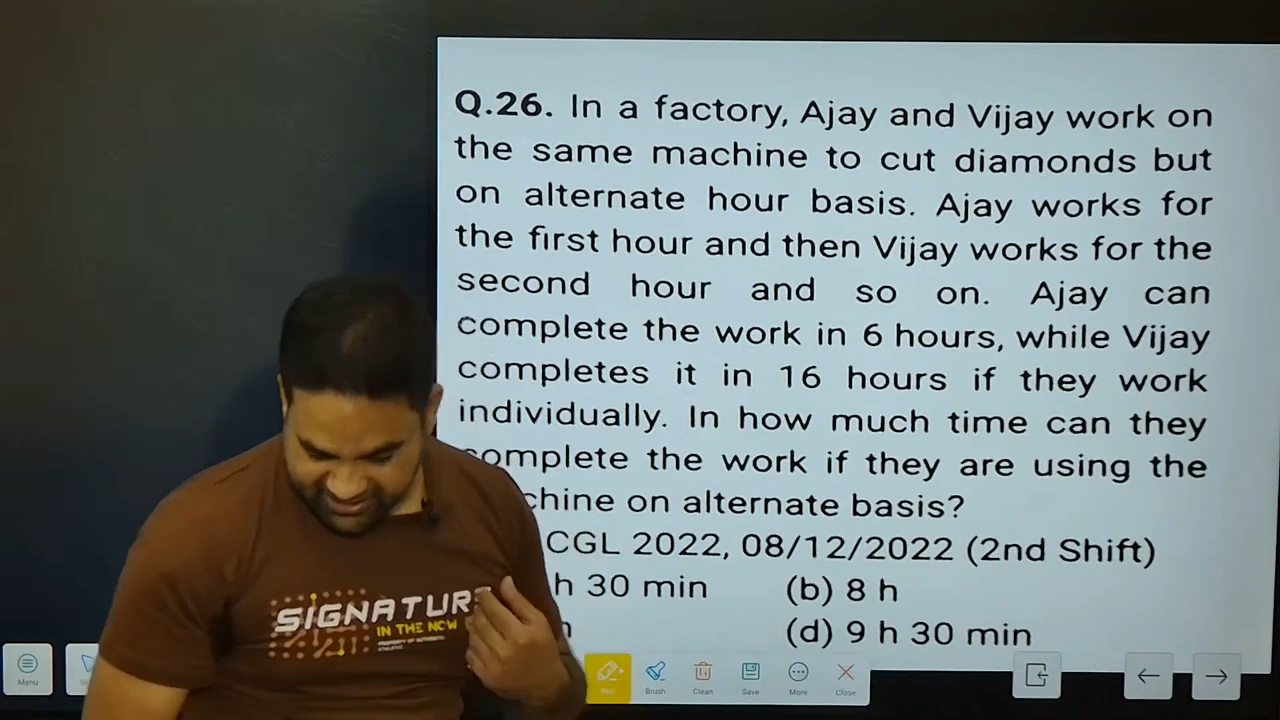 Q.26. In a factory, Ajay and Vijay work on
the same machine to cut diamonds but
on alternate hour basis. Ajay works for
the first hour and then Vijay works for the
second hour and so on. Ajay can
complete the work in 6 hours, while Vijay
completes it in 16 hours if they work
individually. In how much time can they
complete the work if they are using the
chine on alternate basis?
CGL 2022, 08/12/2022 (2nd Shift)
h 30 min (b) 8 h
(d) 9 h 30 min
SIGNATUR
IN THE NOW
Menu
Pen Brush Clean Save More Close